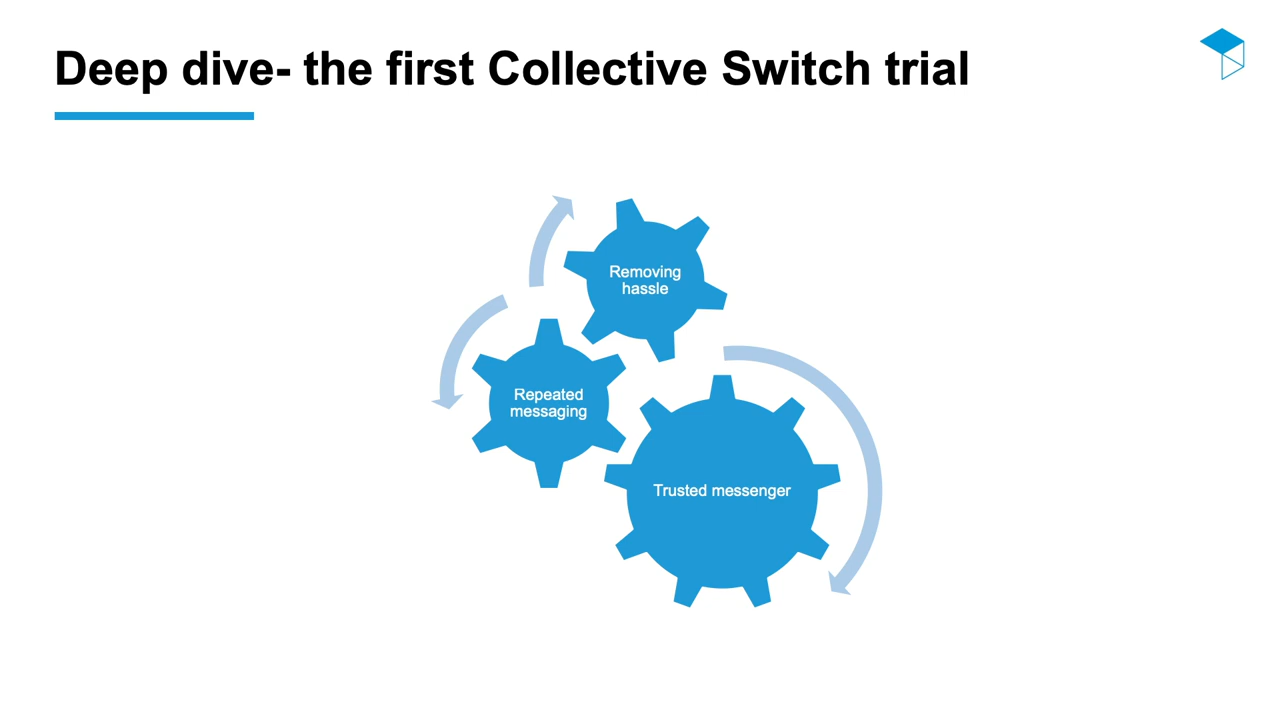 Deep dive- the first Collective Switch trial
Removing
hassle
Repeated
messaging
Trusted messenger